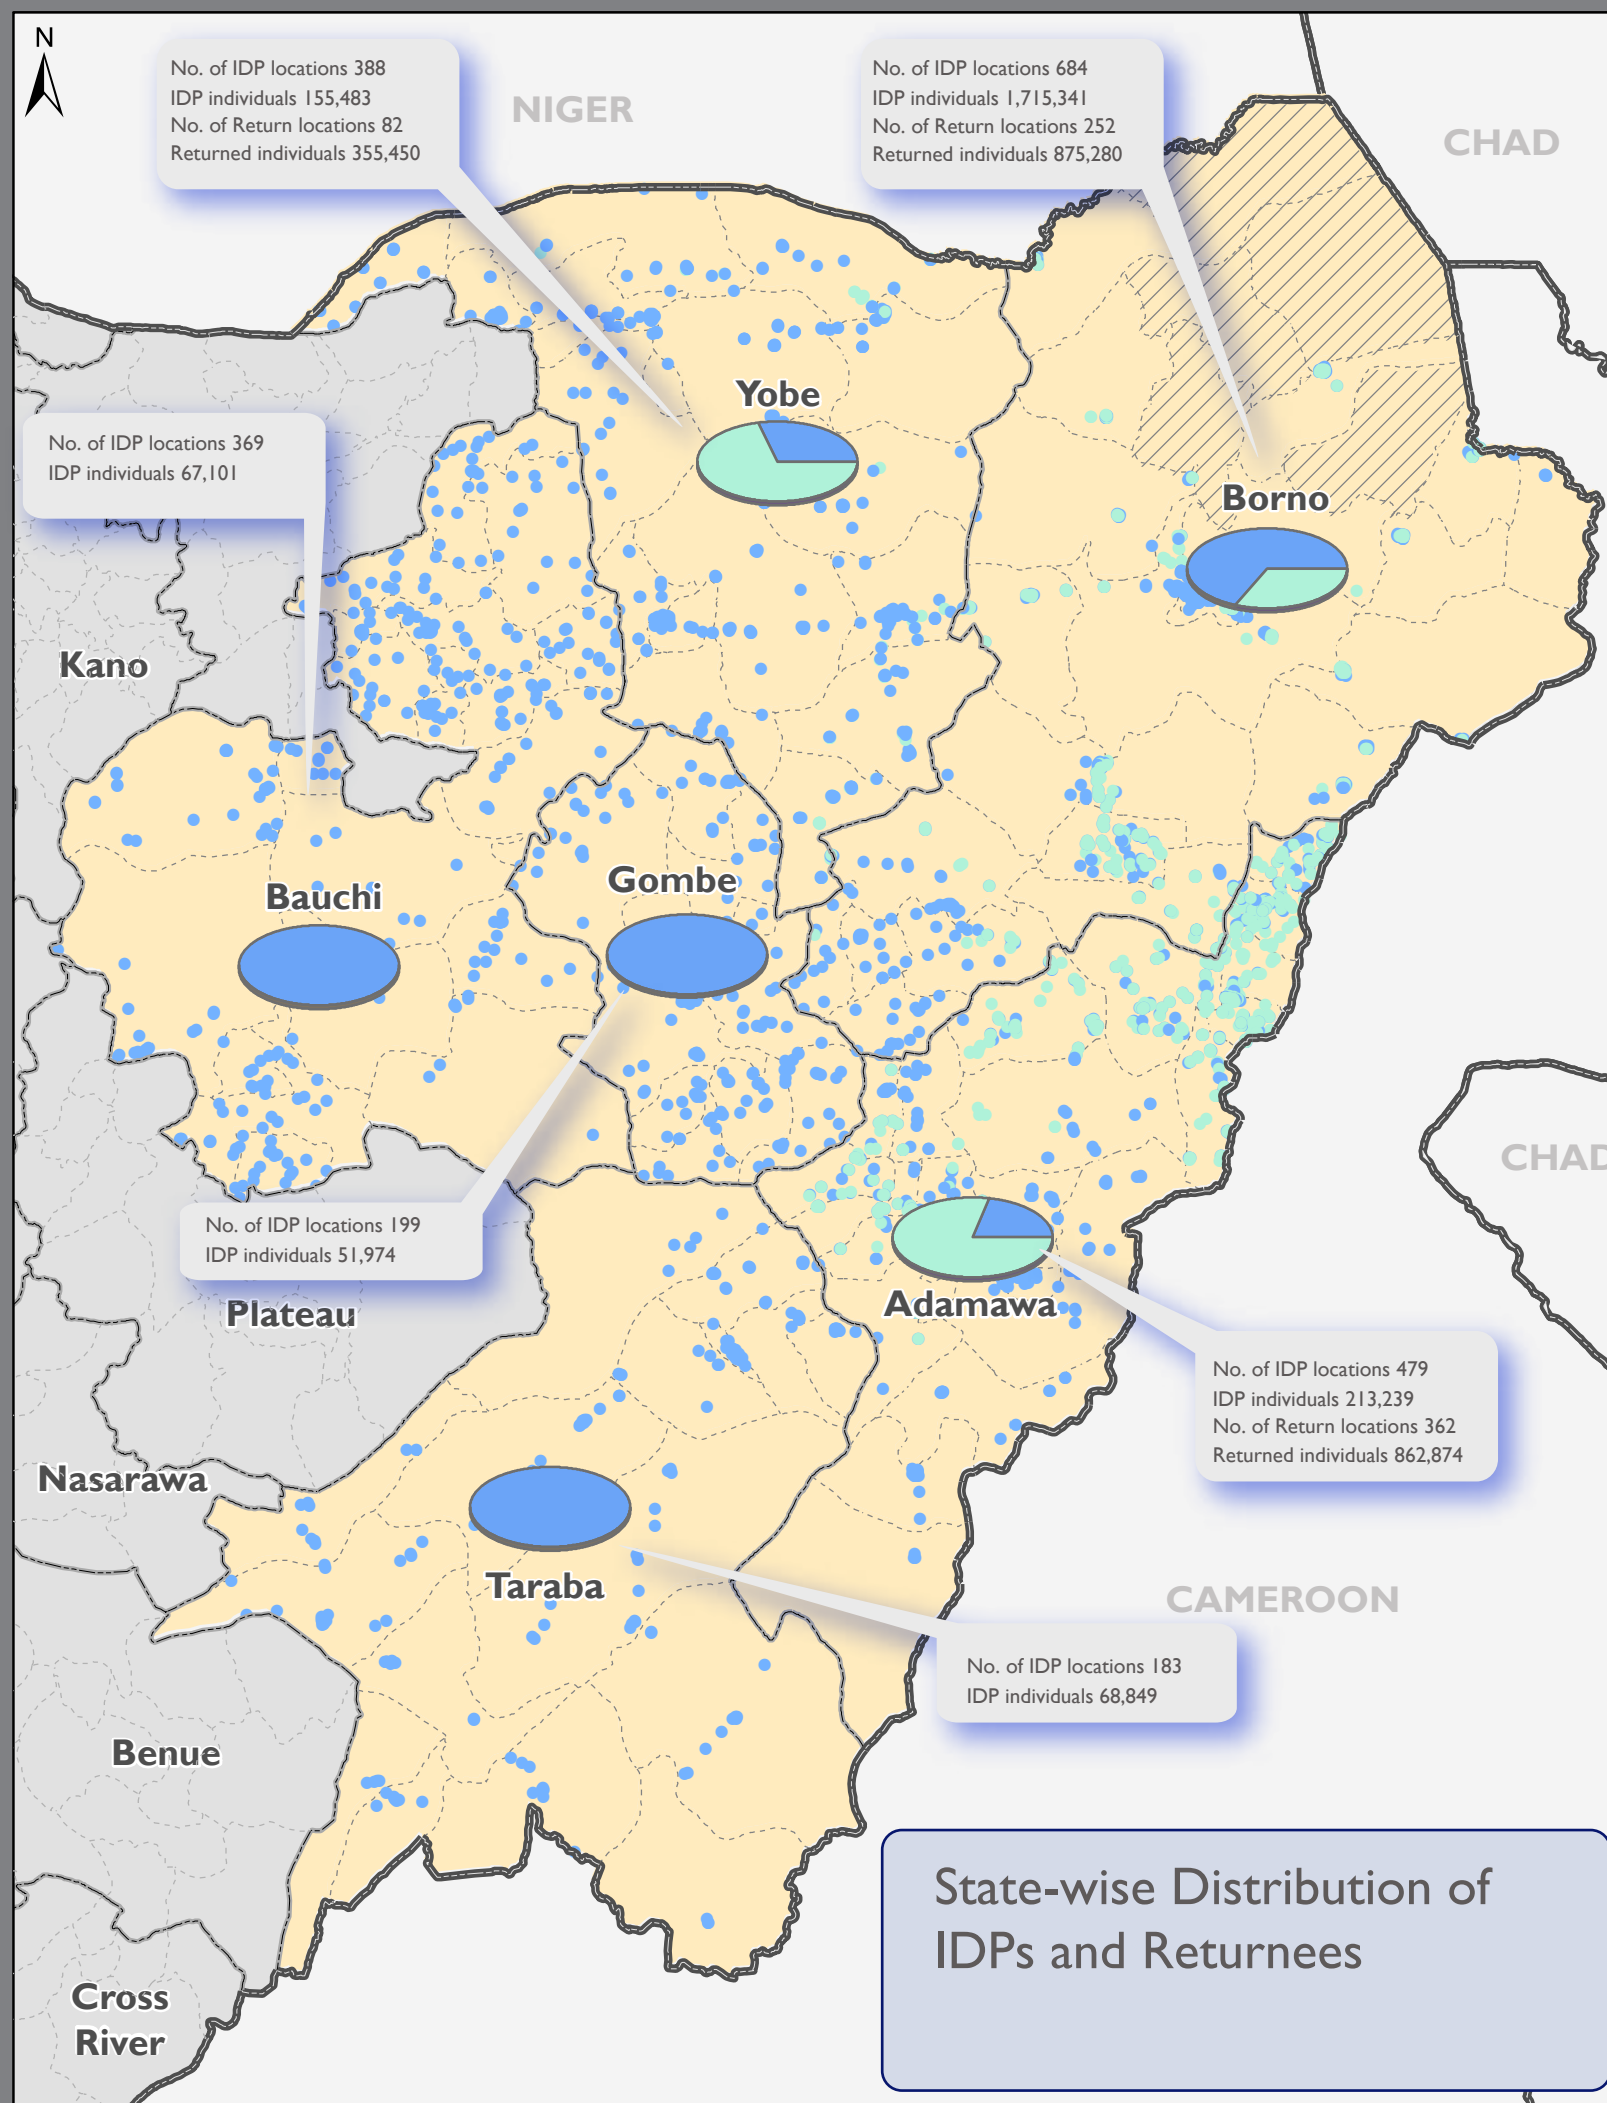 N
No. of IDP locations 388
IDP individuals 155,483
No. of Return locations 82
Returned individuals 355,450
NIGER
No. of IDP locations 684
IDP individuals 1,715,341
No. of Return locations 252
Returned individuals 875,280
CHAD
Yobe
No. of IDP locations 369
IDP individuals 67,101
Borno
Kano
Bauchi
Gombe
CHAD
No. of IDP locations 199
IDP individuals 51,974
Plateau
Adamawa
No. of IDP locations 479
IDP individuals 213,239
No. of Return locations 362
Returned individuals 862,874
Nasarawa
Taraba
CAMEROON
No. of IDP locations 183
IDP individuals 68,849
Benue
State-wise Distribution of
IDPs and Returnees
Cross
River